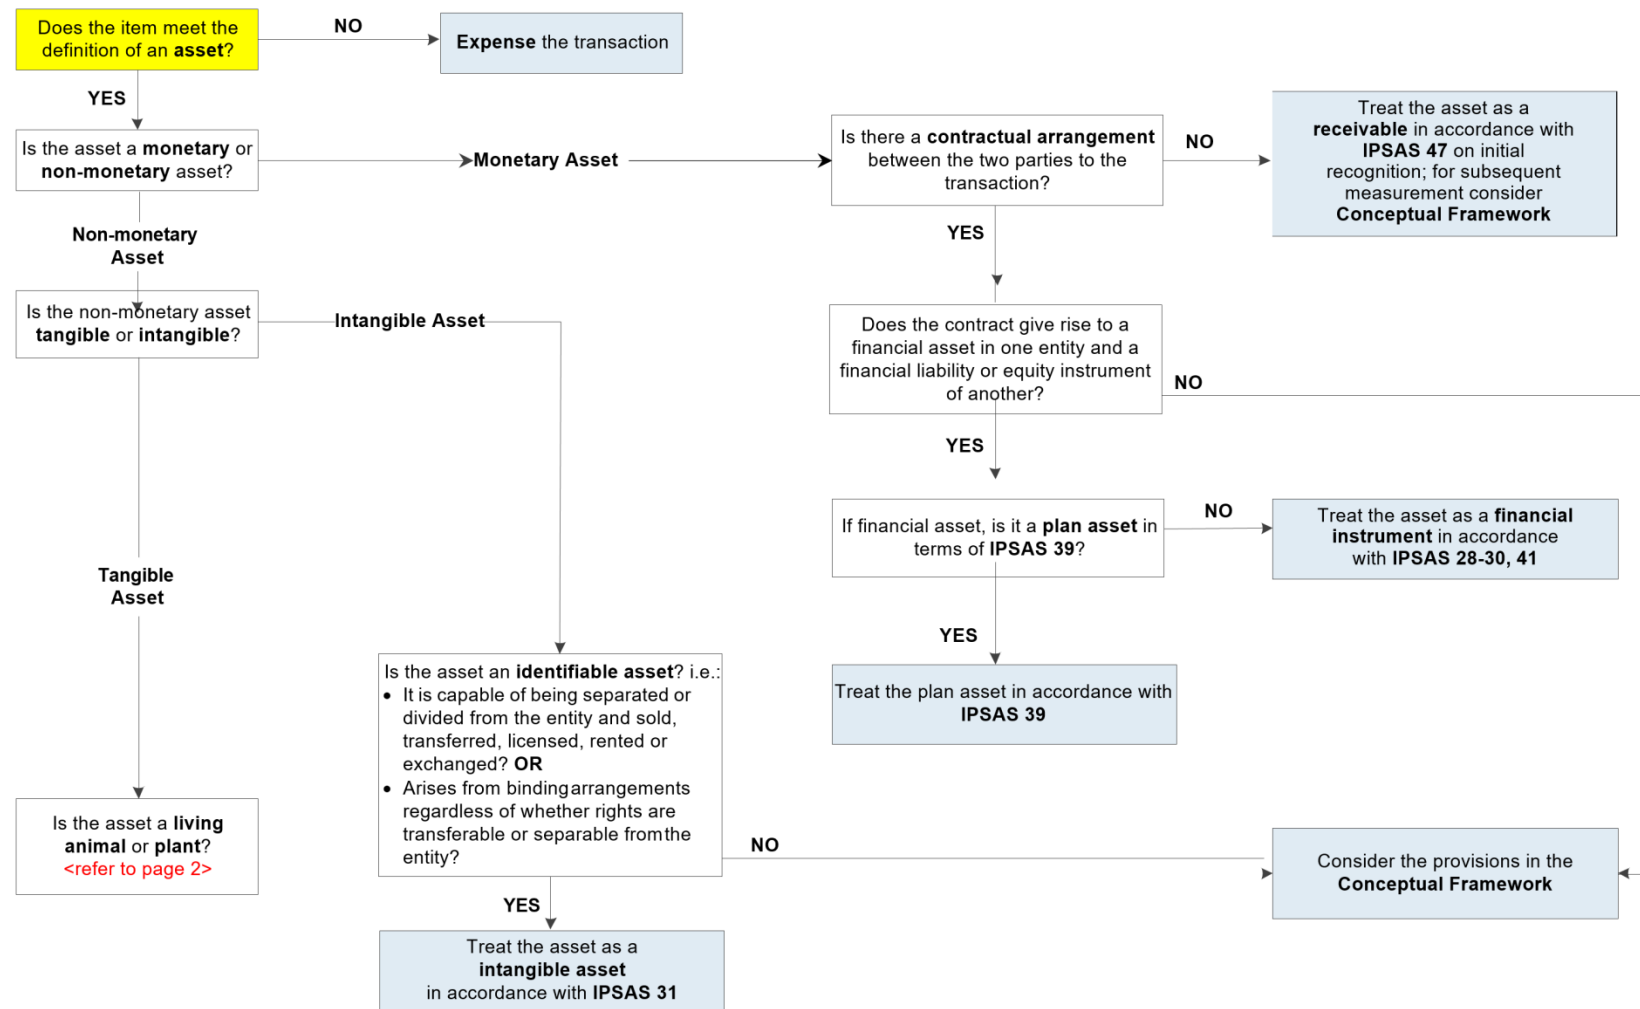 Does the item meet the
definition of an asset?
NO
Expense the transaction
YES
Is the asset a monetary or
non-monetary asset?
Monetary Asset
Is there a contractual arrangement
between the two parties to the
transaction?
NO
Treat the asset as a
receivable in accordance with
IPSAS 47 on initial
recognition; for subsequent
measurement consider
Conceptual Framework
Non-monetary
Asset
YES
Is the non-monetary asset
tangible or intangible?
Intangible Asset
Does the contract give rise to a
financial asset in one entity and a
financial liability or equity instrument
of another?
NO
YES
If financial asset, is it a plan asset in
terms of IPSAS 39?
NO
Treat the asset as a financial
instrument in accordance
with IPSAS 28-30, 41
Tangible
Asset
YES
Treat the plan asset in accordance with
IPSAS 39
Is the asset an identifiable asset? i.e.:
• It is capable of being separated or
divided from the entity and sold,
transferred, licensed, rented or
exchanged? OR
• Arises from binding arrangements
regardless of whether rights are
transferable or separable from the
entity?
Is the asset a living
animal or plant?
<refer to page 2>
NO
Consider the provisions in the
Conceptual Framework
YES
Treat the asset as a
intangible asset
in accordance with IPSAS 31